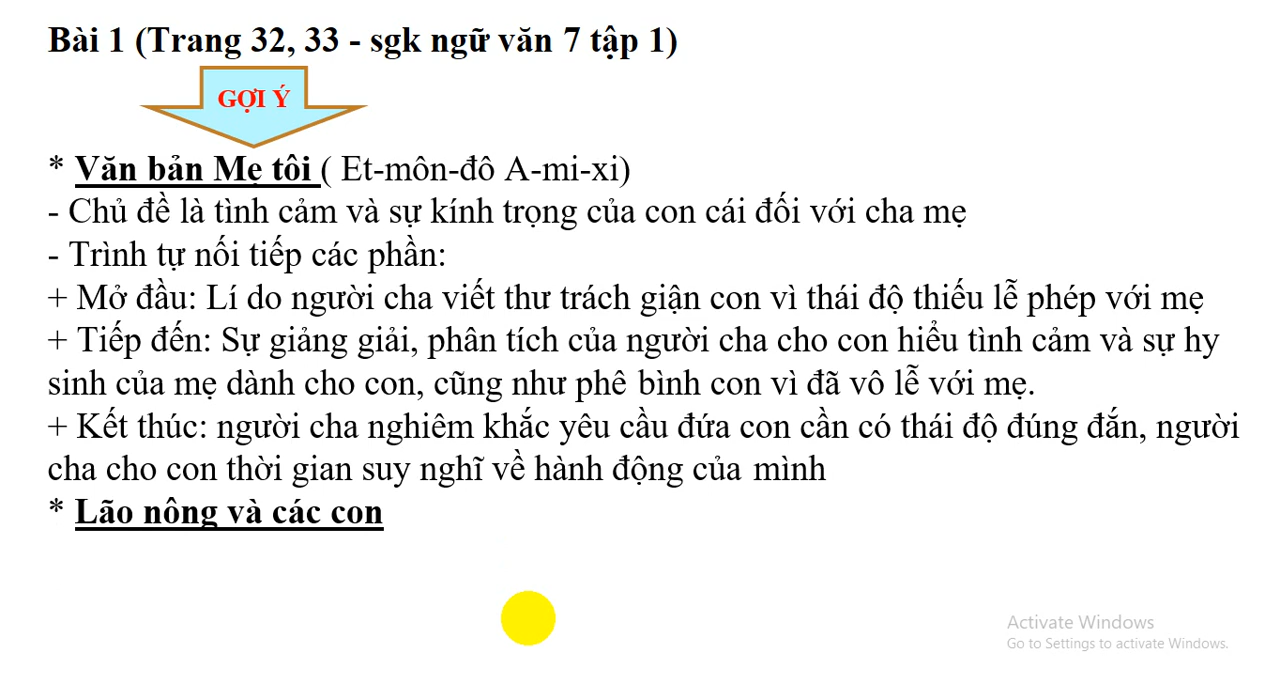 Bài 1 (Trang 32, 33 - sgk ngữ văn 7 tập 1)
GỢI Ý
* Văn bản Mẹ tôi ( Et-môn-đô A-mi-xi)
- Chủ đề là tình cảm và sự kính trọng của con cái đối với cha mẹ
- Trình tự nối tiếp các phần:
+ Mở đầu: Lí do người cha viết thư trách giận con vì thái độ thiếu lễ phép với mẹ
+ Tiếp đến: Sự giảng giải, phân tích của người cha cho con hiểu tình cảm và sự hy
sinh của mẹ dành cho con, cũng như phê bình con vì đã vô lễ với mẹ.
+ Kết thúc: người cha nghiêm khắc yêu cầu đứa con cần có thái độ đúng đắn, người
cha cho con thời gian suy nghĩ về hành động của mình
* Lão nông và các con
Activate Windows
Go to Settings to activate Windows.